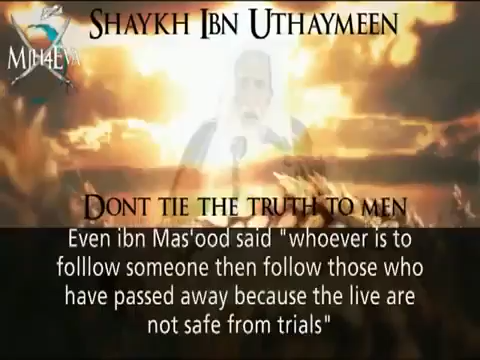 SHAYKH IBN UTHAYMEEN
MJH4EVA
DONT TIE THE TRUTH TO MEN
Even ibn Mas'ood said "whoever is to
folllow someone then follow those who
have passed away because the live are
not safe from trials"